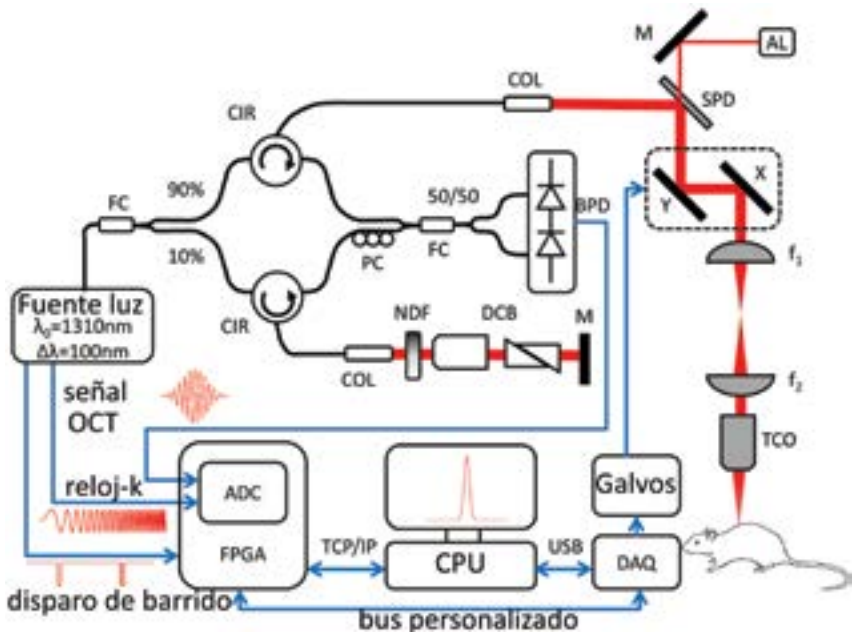 M
AL
COL
SPD
CIR
X
90%
50/50
Y
BPD
FC
FC
10%
PC
f1
Fuente luz
λ0=1310nm
Δλ=100nm
CIR
NDF
DCB
M
COL
f2
señal
OCT
TCO
reloj-k
ADC
Galvos
FPGA
TCP/IP
CPU
USB
DAQ
disparo de barrido
bus personalizado